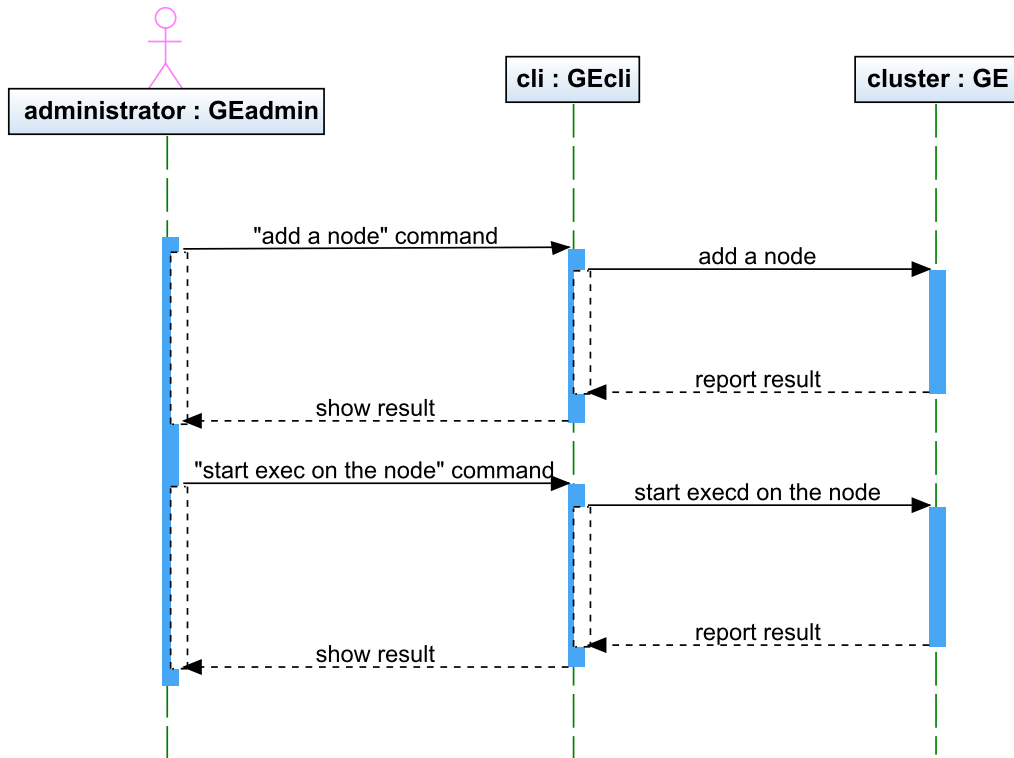 administrator : GEadmin
cli : GEcli
cluster : GE
"add a node" command
add a node
report result
show result
"start exec on the node" command
start execd on the node
report result
show result